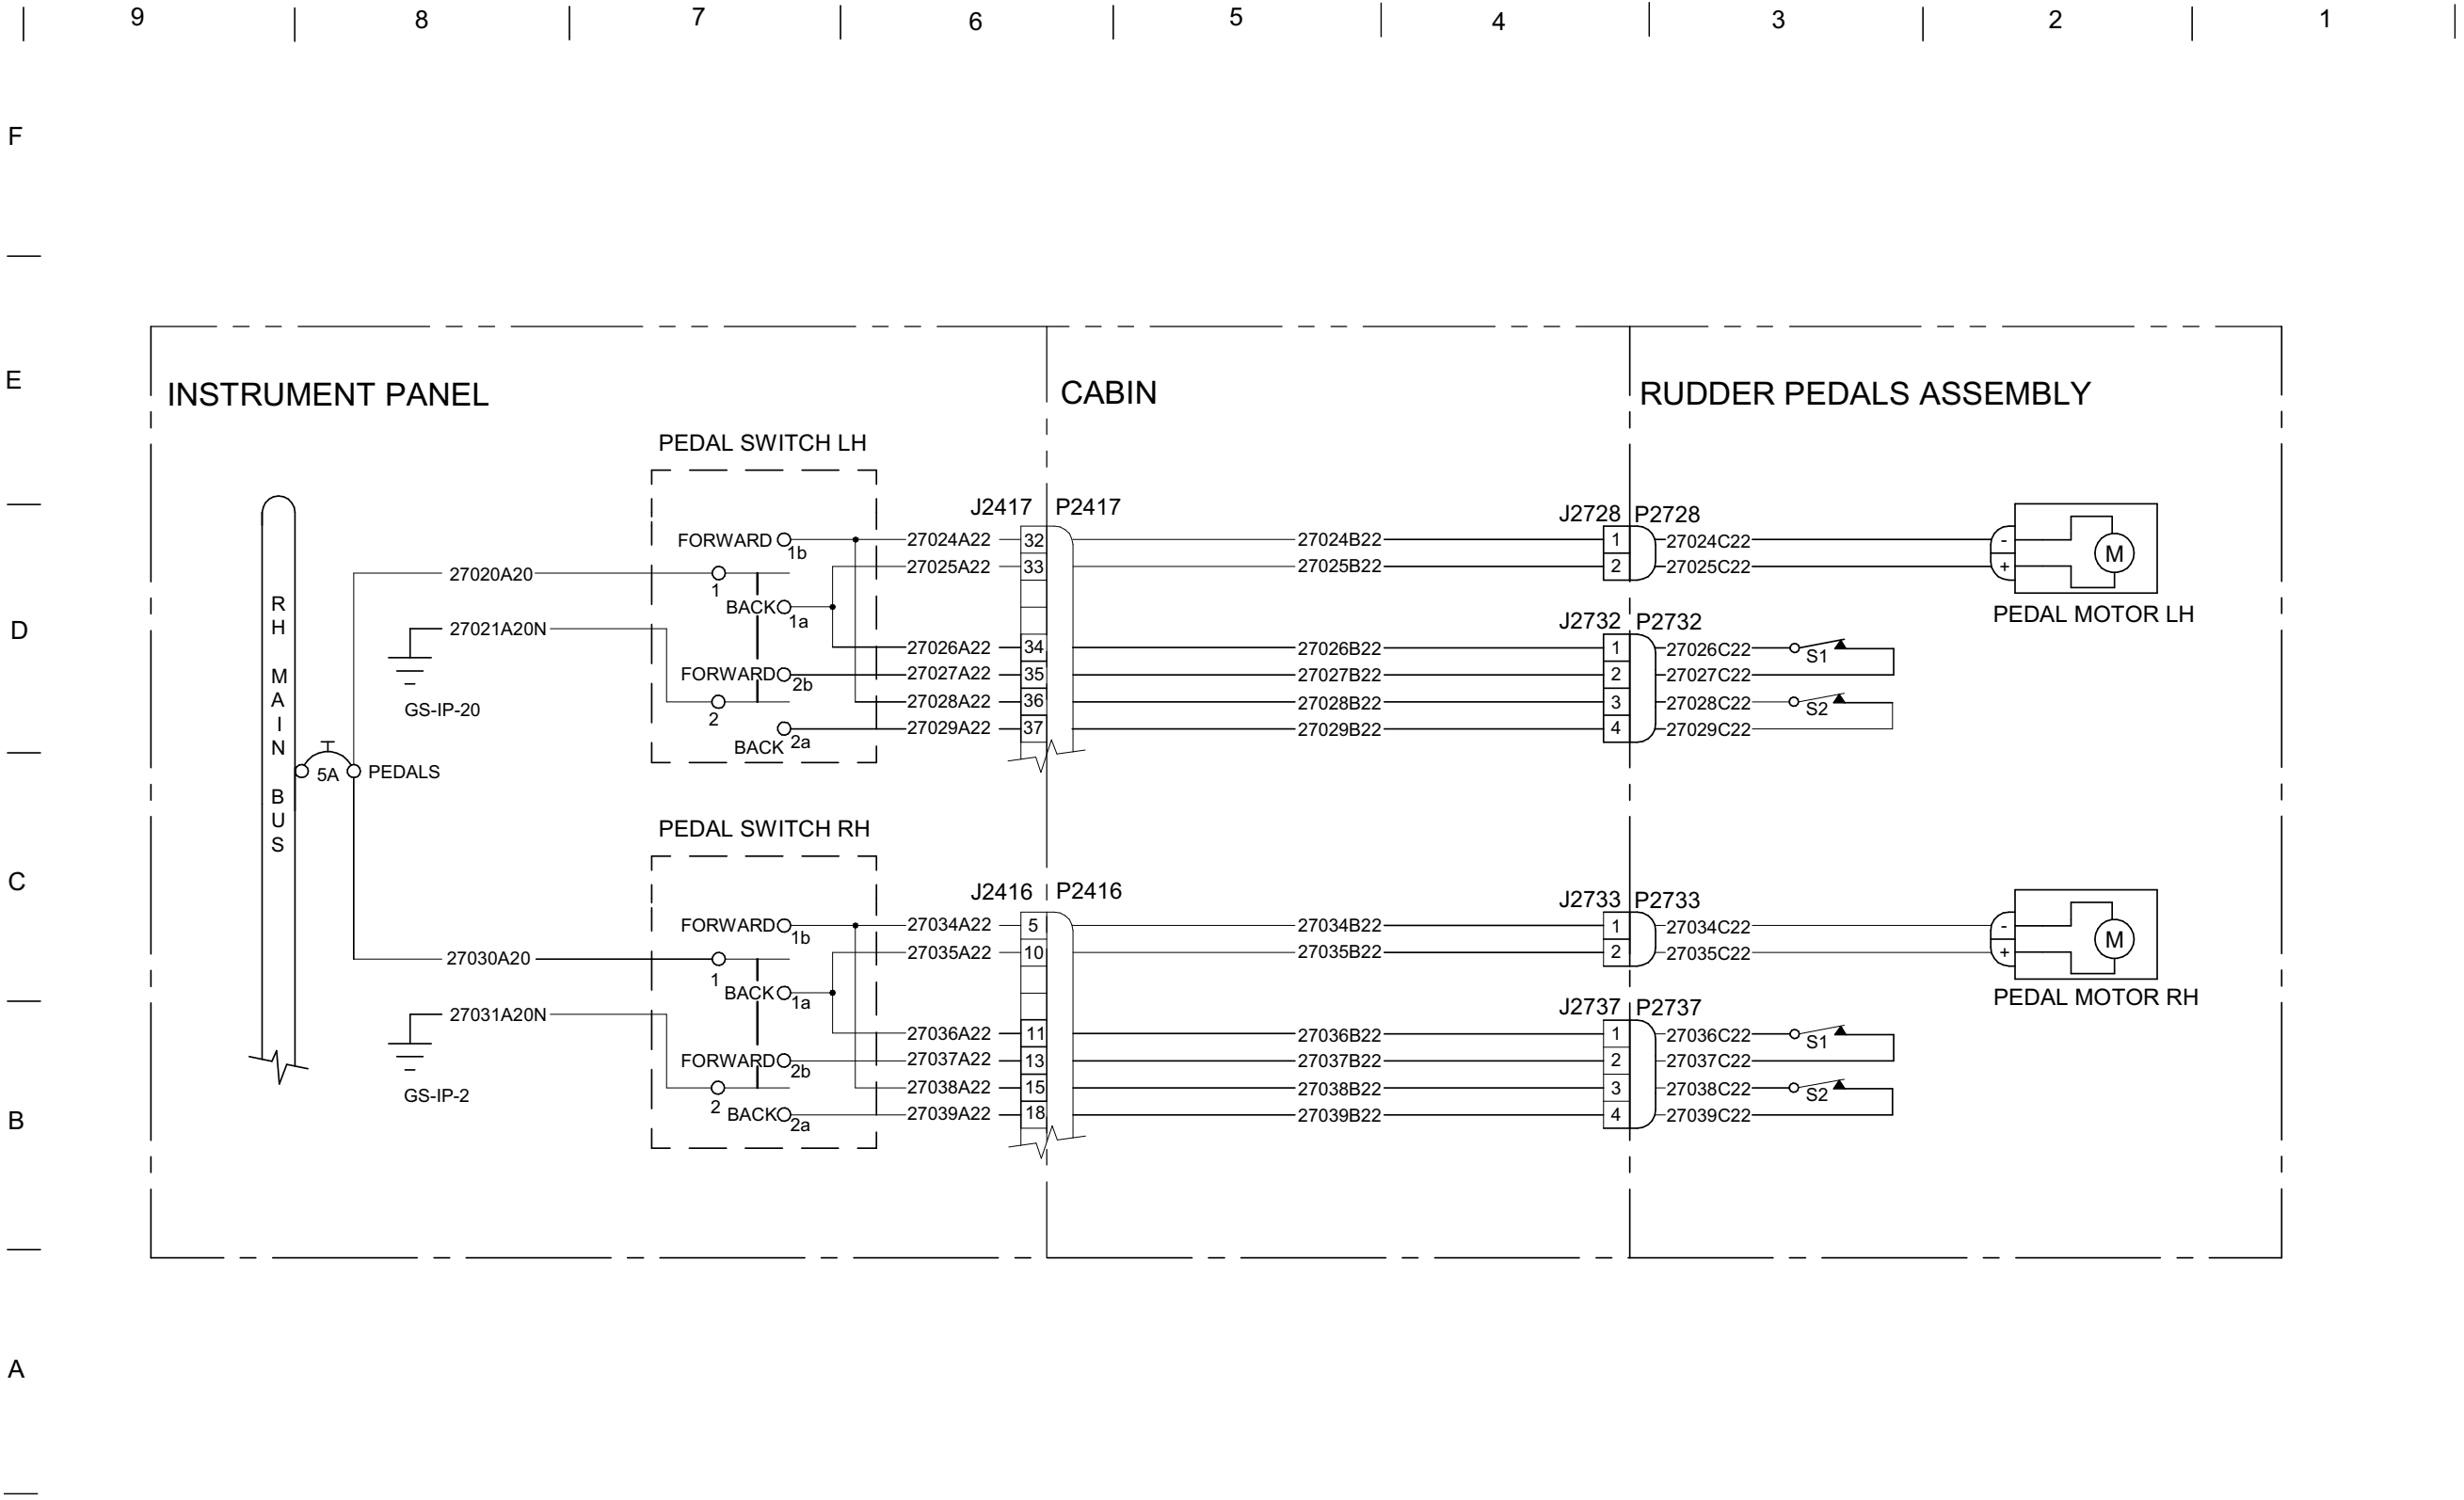 9 8 7 6 5 4 3 2 1
F
E
INSTRUMENT PANEL CABIN RUDDER PEDALS ASSEMBLY
PEDAL SWITCH LH
J2417 P2417 J2728 P2728
FORWARD 1b 27024A22 32 27024B22 1 27024C22 -
27025A22 33 27025B22 2 27025C22 + M
27020A20 1
BACK 1a
PEDAL MOTOR LH
D
27021A20N
J2732 P2732
27026A22 34 27026B22 1 27026C22 S1
FORWARD 2b 27027A22 35 27027B22 2 27027C22
GS-IP-20
2 27028A22 36 27028B22 3 27028C22 S2
BACK 2a 27029A22 37 27029B22 4 27029C22
RH MAIN BUS
5A PEDALS
PEDAL SWITCH RH
C
J2416 P2416 J2733 P2733
FORWARD 1b 27034A22 5 27034B22 1 27034C22 -
27035A22 10 27035B22 2 27035C22 + M
27030A20 1
BACK 1a
PEDAL MOTOR RH
27031A20N
J2737 P2737
27036A22 11 27036B22 1 27036C22 S1
FORWARD 2b 27037A22 13 27037B22 2 27037C22
GS-IP-2
2 27038A22 15 27038B22 3 27038C22 S2
B
BACK 2a 27039A22 18 27039B22 4 27039C22
A